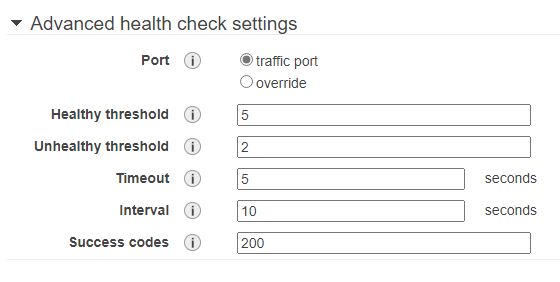 Advanced health check settings
Port i traffic port
override
Healthy threshold i 5
Unhealthy threshold i 2
Timeout i 5 seconds
Interval i 10 seconds
Success codes i 200